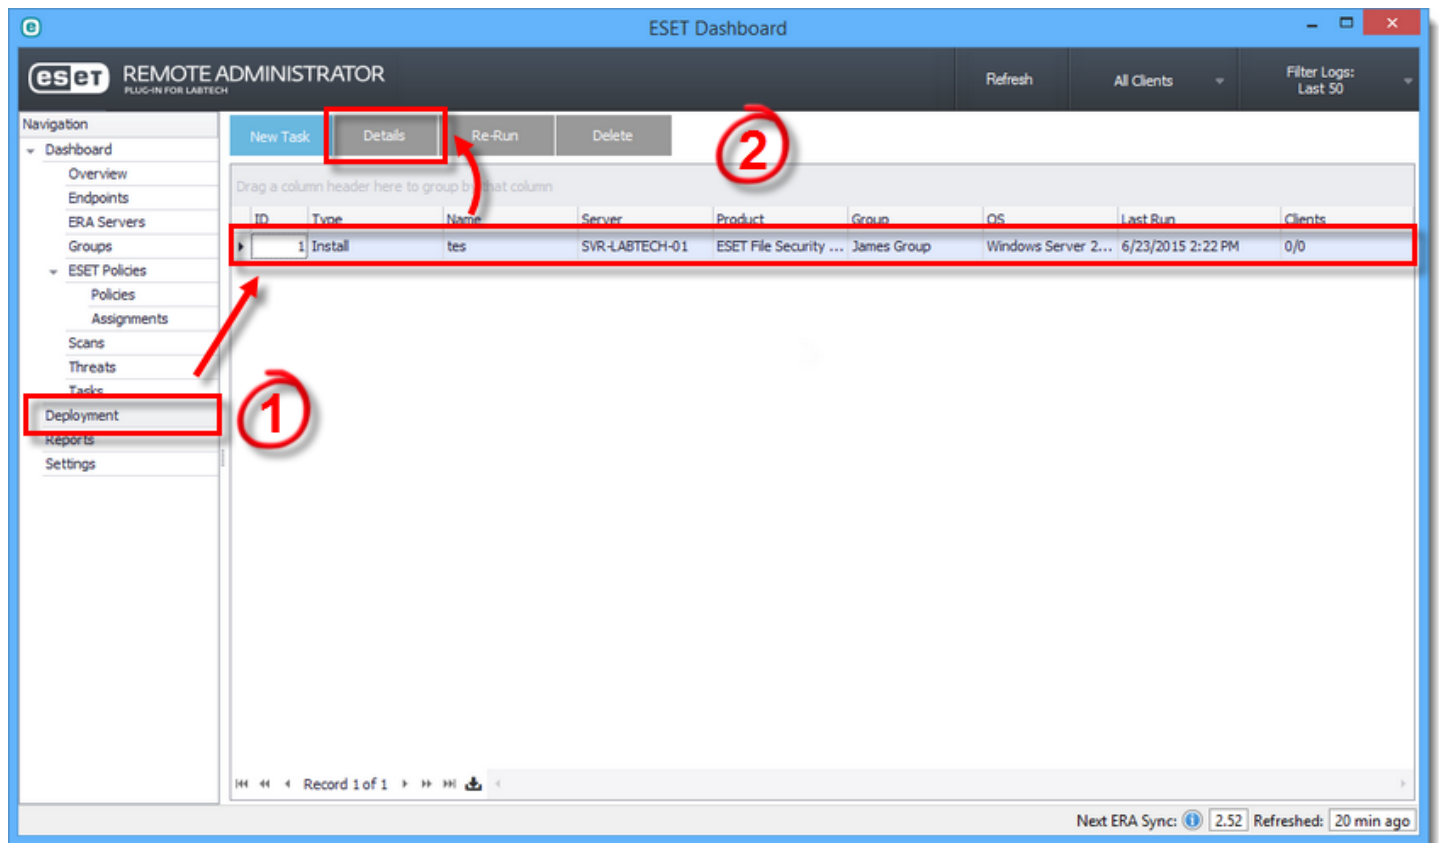 ESET Dashboard
eset REMOTE ADMINISTRATOR
PLUG-IN FOR LABTECH
Refresh
All Clients
Filter Logs:
Last 50
Navigation
Dashboard
Overview
Endpoints
ERA Servers
Groups
ESET Policies
Policies
Assignments
Scans
Threats
Tasks
Deployment
Reports
Settings
1
New Task Details Re-Run Delete
2
Drag a column header here to group by that column
ID Type Name Server Product Group OS Last Run Clients
1 Install tes SVR-LABTECH-01 ESET File Security ... James Group Windows Server 2... 6/23/2015 2:22 PM 0/0
Record 1 of 1
Next ERA Sync: 2.52 Refreshed: 20 min ago